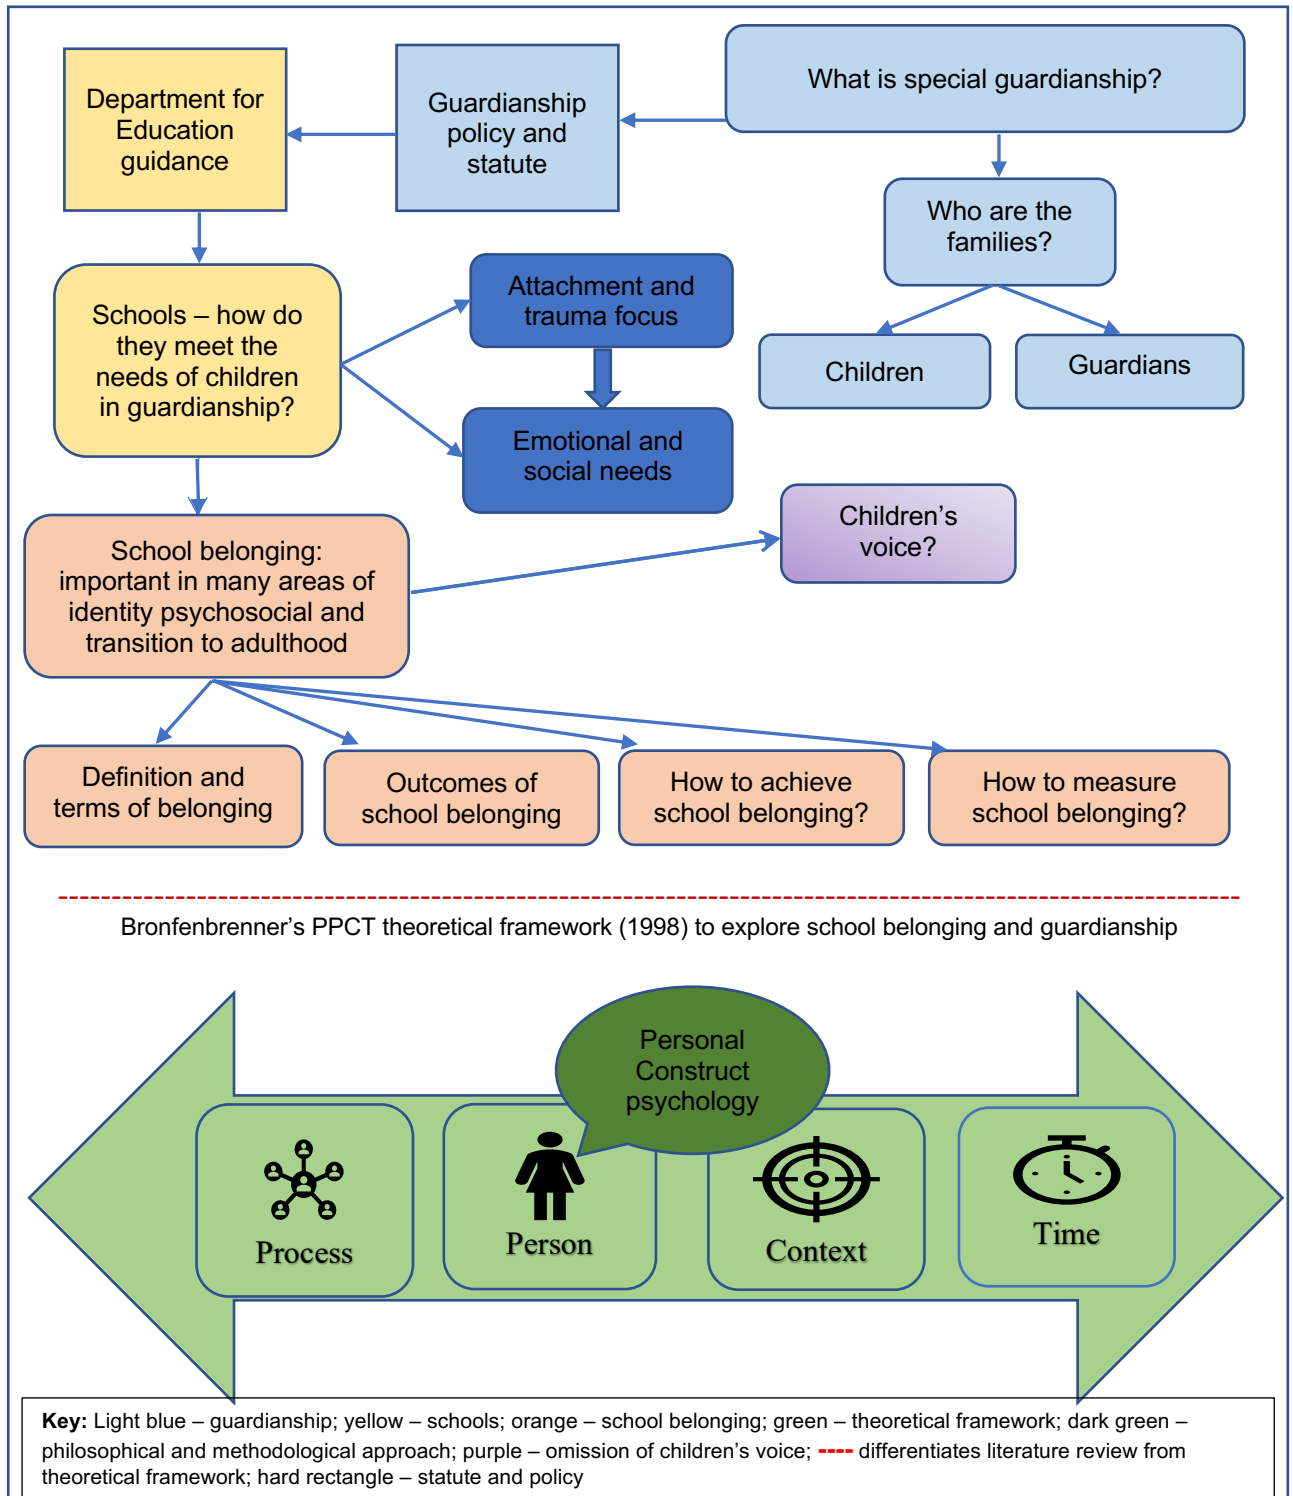 What is special guardianship?
Department for
Education
guidance
Guardianship
policy and
statute
Who are the
families?
Schools – how do
they meet the
needs of children
in guardianship?
Attachment and
trauma focus
Children
Guardians
Emotional and
social needs
Children’s
voice?
School belonging:
important in many areas of
identity psychosocial and
transition to adulthood
Definition and
terms of belonging
Outcomes of
school belonging
How to achieve
school belonging?
How to measure
school belonging?
Bronfenbrenner’s PPCT theoretical framework (1998) to explore school belonging and guardianship
Personal
Construct
psychology
Process
Person
Context
Time
Key: Light blue – guardianship; yellow – schools; orange – school belonging; green – theoretical framework; dark green –
philosophical and methodological approach; purple – omission of children’s voice; ---- differentiates literature review from
theoretical framework; hard rectangle – statute and policy